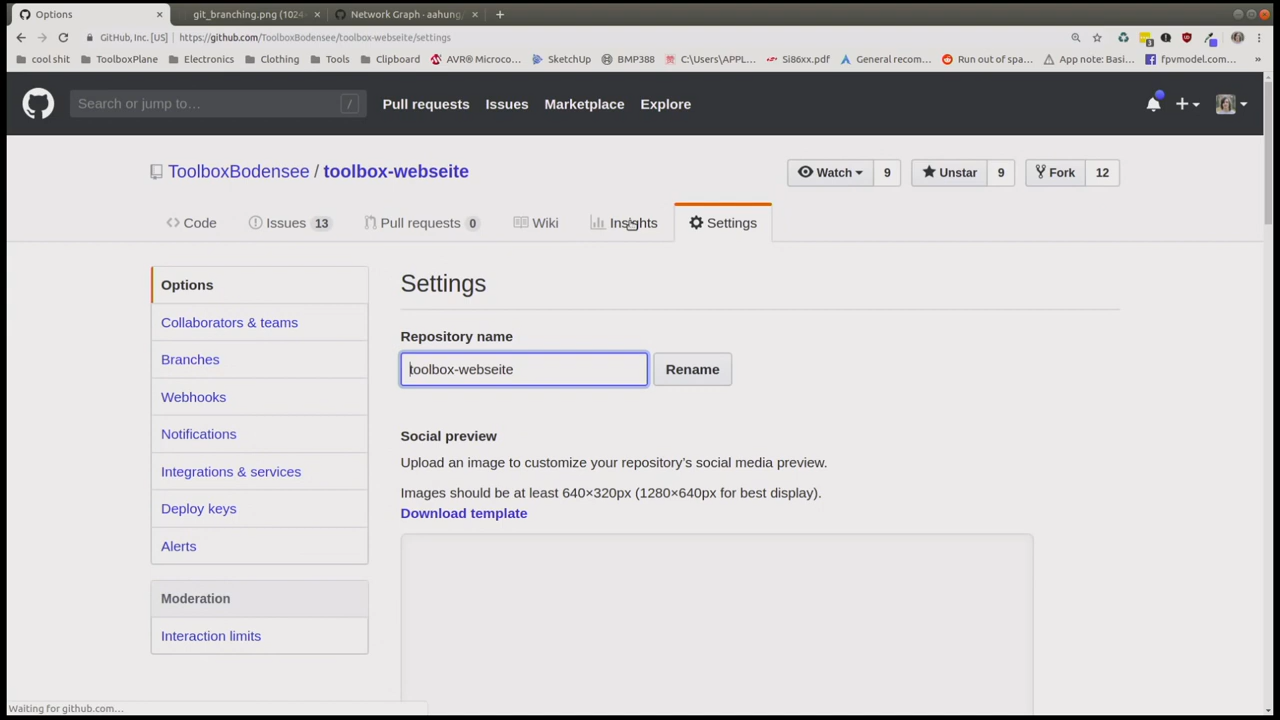 Options
git_branching.png (1024
Network Graph · aahung/
GitHub, Inc. [US] https://github.com/ToolboxBodensee/toolbox-webseite/settings
cool shit ToolboxPlane Electronics Clothing Tools Clipboard AVR® Microco... SketchUp BMP388 C:\Users\APPL... Si86xx.pdf General recom... Run out of spa... App note: Basi... fpvmodel.com...
Search or jump to... / Pull requests Issues Marketplace Explore
ToolboxBodensee / toolbox-webseite Watch 9 Unstar 9 Fork 12
Code Issues 13 Pull requests 0 Wiki Insights Settings
Options
Collaborators & teams
Branches
Webhooks
Notifications
Integrations & services
Deploy keys
Alerts
Moderation
Interaction limits
Settings
Repository name
toolbox-webseite Rename
Social preview
Upload an image to customize your repository's social media preview.
Images should be at least 640×320px (1280×640px for best display).
Download template
Waiting for github.com...